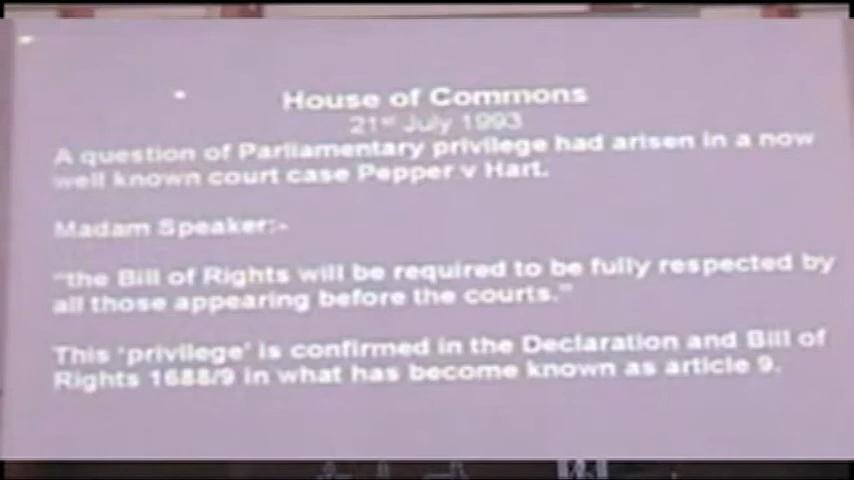 House of Commons
21st July 1993
A question of Parliamentary privilege had arisen in a now
well known court case Pepper v Hart.
Madam Speaker:-
"the Bill of Rights will be required to be fully respected by
all those appearing before the courts."
This 'privilege' is confirmed in the Declaration and Bill of
Rights 1688/9 in what has become known as article 9.